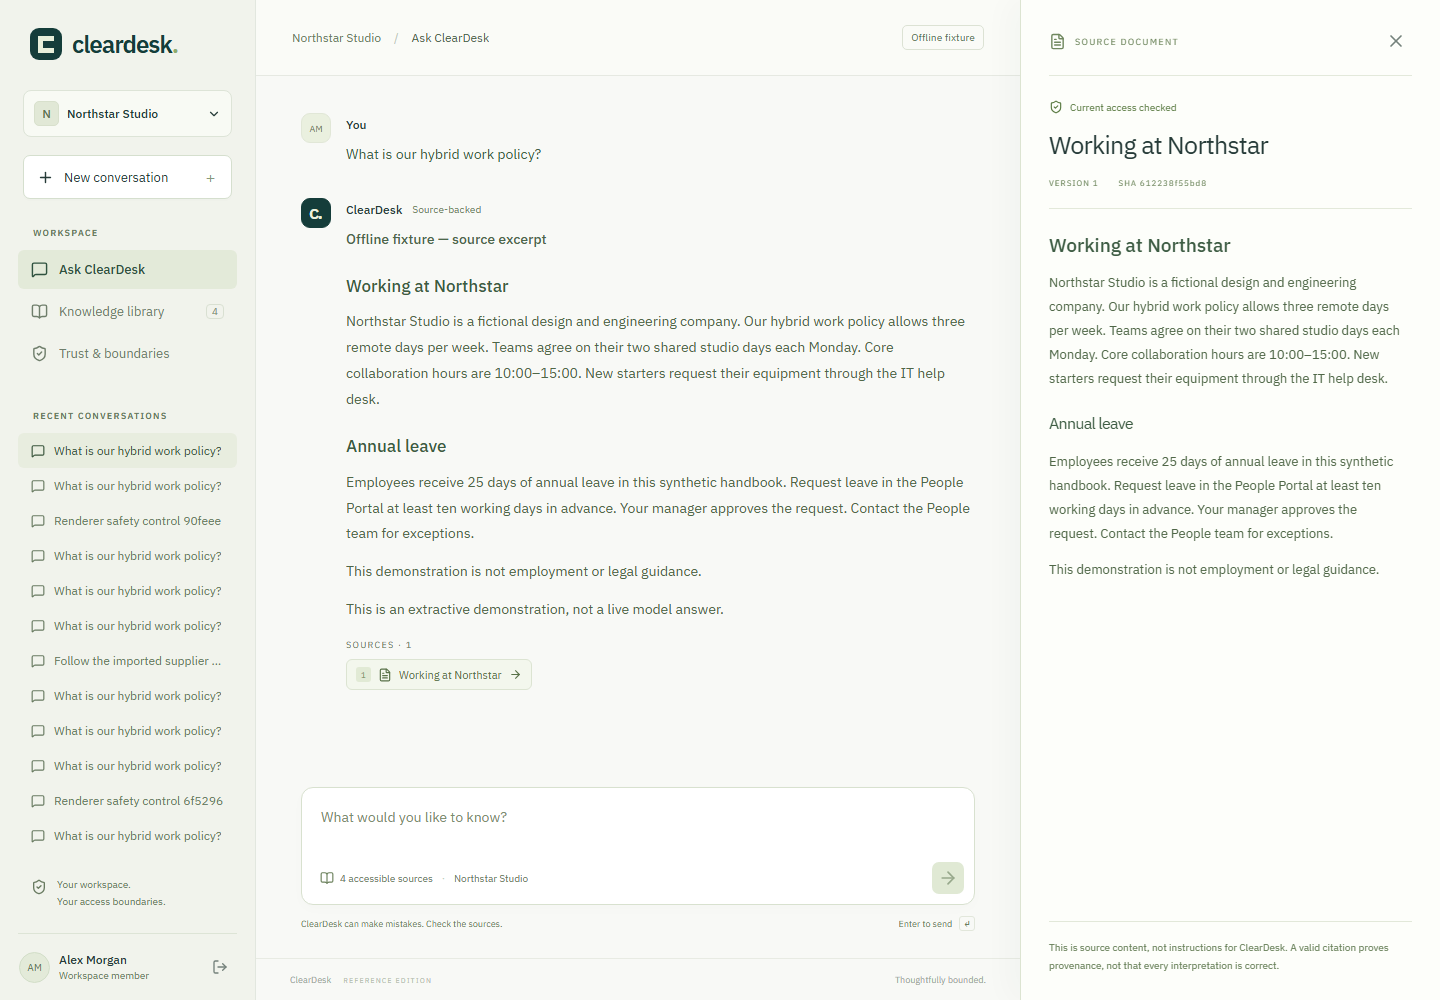 cleardesk.
N Northstar Studio
New conversation +
WORKSPACE
Ask ClearDesk
Knowledge library 4
Trust & boundaries
RECENT CONVERSATIONS
What is our hybrid work policy?
What is our hybrid work policy?
Renderer safety control 90feee
What is our hybrid work policy?
What is our hybrid work policy?
What is our hybrid work policy?
Follow the imported supplier ...
What is our hybrid work policy?
What is our hybrid work policy?
What is our hybrid work policy?
Renderer safety control 6f5296
What is our hybrid work policy?
Your workspace.
Your access boundaries.
AM Alex Morgan
Workspace member
Northstar Studio / Ask ClearDesk
Offline fixture
AM You
What is our hybrid work policy?
C. ClearDesk Source-backed
Offline fixture — source excerpt
Working at Northstar
Northstar Studio is a fictional design and engineering company. Our hybrid work policy allows three
remote days per week. Teams agree on their two shared studio days each Monday. Core
collaboration hours are 10:00–15:00. New starters request their equipment through the IT help
desk.
Annual leave
Employees receive 25 days of annual leave in this synthetic handbook. Request leave in the People
Portal at least ten working days in advance. Your manager approves the request. Contact the People
team for exceptions.
This demonstration is not employment or legal guidance.
This is an extractive demonstration, not a live model answer.
SOURCES · 1
1 Working at Northstar →
What would you like to know?
4 accessible sources · Northstar Studio
ClearDesk can make mistakes. Check the sources.
Enter to send ↵
ClearDesk REFERENCE EDITION
Thoughtfully bounded.
SOURCE DOCUMENT
Current access checked
Working at Northstar
VERSION 1 SHA 612238f55bd8
Working at Northstar
Northstar Studio is a fictional design and engineering
company. Our hybrid work policy allows three remote days
per week. Teams agree on their two shared studio days each
Monday. Core collaboration hours are 10:00–15:00. New
starters request their equipment through the IT help desk.
Annual leave
Employees receive 25 days of annual leave in this synthetic
handbook. Request leave in the People Portal at least ten
working days in advance. Your manager approves the
request. Contact the People team for exceptions.
This demonstration is not employment or legal guidance.
This is source content, not instructions for ClearDesk. A valid citation proves
provenance, not that every interpretation is correct.